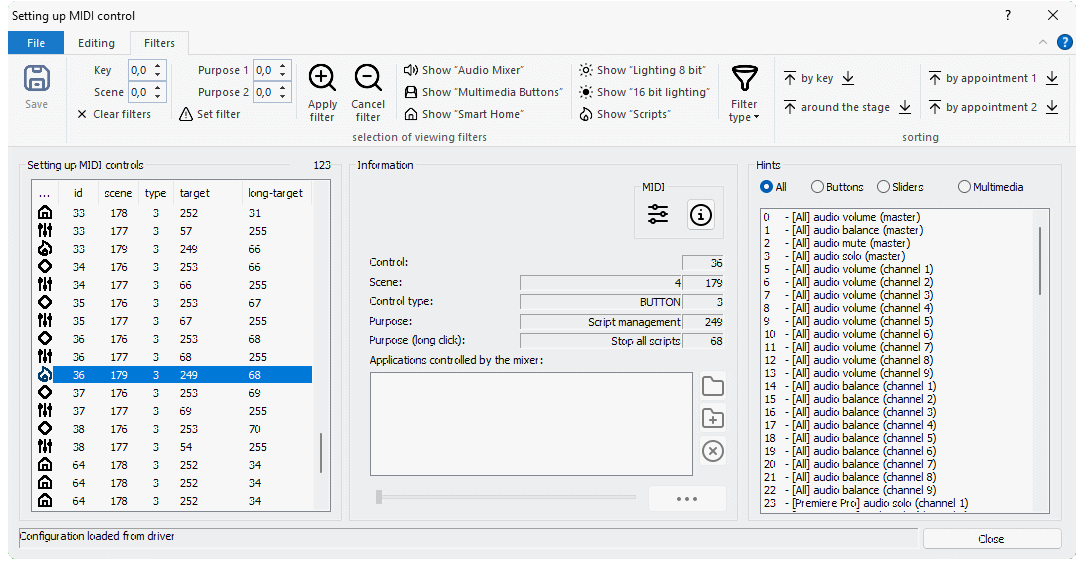 Setting up MIDI control
?
File Editing Filters
?
Save
Key 0,0
Scene 0,0
Clear filters
Purpose 1 0,0
Purpose 2 0,0
Set filter
Apply
filter
Cancel
filter
Show "Audio Mixer"
Show "Multimedia Buttons"
Show "Smart Home"
Show "Lighting 8 bit"
Show "16 bit lighting"
Show "Scripts"
selection of viewing filters
Filter
type
by key
around the stage
by appointment 1
by appointment 2
sorting
Setting up MIDI controls 123
... id scene type target long-target
33 178 3 252 31
33 177 3 57 255
33 179 3 249 66
34 176 3 253 66
34 177 3 66 255
35 176 3 253 67
35 177 3 67 255
36 176 3 253 68
36 177 3 68 255
36 179 3 249 68
37 176 3 253 69
37 177 3 69 255
38 176 3 253 70
38 177 3 54 255
64 178 3 252 34
64 178 3 252 34
64 178 3 252 34
Information
MIDI
Control: 36
Scene: 4 179
Control type: BUTTON 3
Purpose: Script management 249
Purpose (long click): Stop all scripts 68
Applications controlled by the mixer:
...
Hints
All Buttons Sliders Multimedia
0 - [All] audio volume (master)
1 - [All] audio balance (master)
2 - [All] audio mute (master)
3 - [All] audio solo (master)
5 - [All] audio volume (channel 1)
6 - [All] audio volume (channel 2)
7 - [All] audio volume (channel 3)
8 - [All] audio volume (channel 4)
9 - [All] audio volume (channel 5)
10 - [All] audio volume (channel 6)
11 - [All] audio volume (channel 7)
12 - [All] audio volume (channel 8)
13 - [All] audio volume (channel 9)
14 - [All] audio balance (channel 1)
15 - [All] audio balance (channel 2)
16 - [All] audio balance (channel 3)
17 - [All] audio balance (channel 4)
18 - [All] audio balance (channel 5)
19 - [All] audio balance (channel 6)
20 - [All] audio balance (channel 7)
21 - [All] audio balance (channel 8)
22 - [All] audio balance (channel 9)
23 - [Premiere Pro] audio solo (channel 1)
Configuration loaded from driver
Close